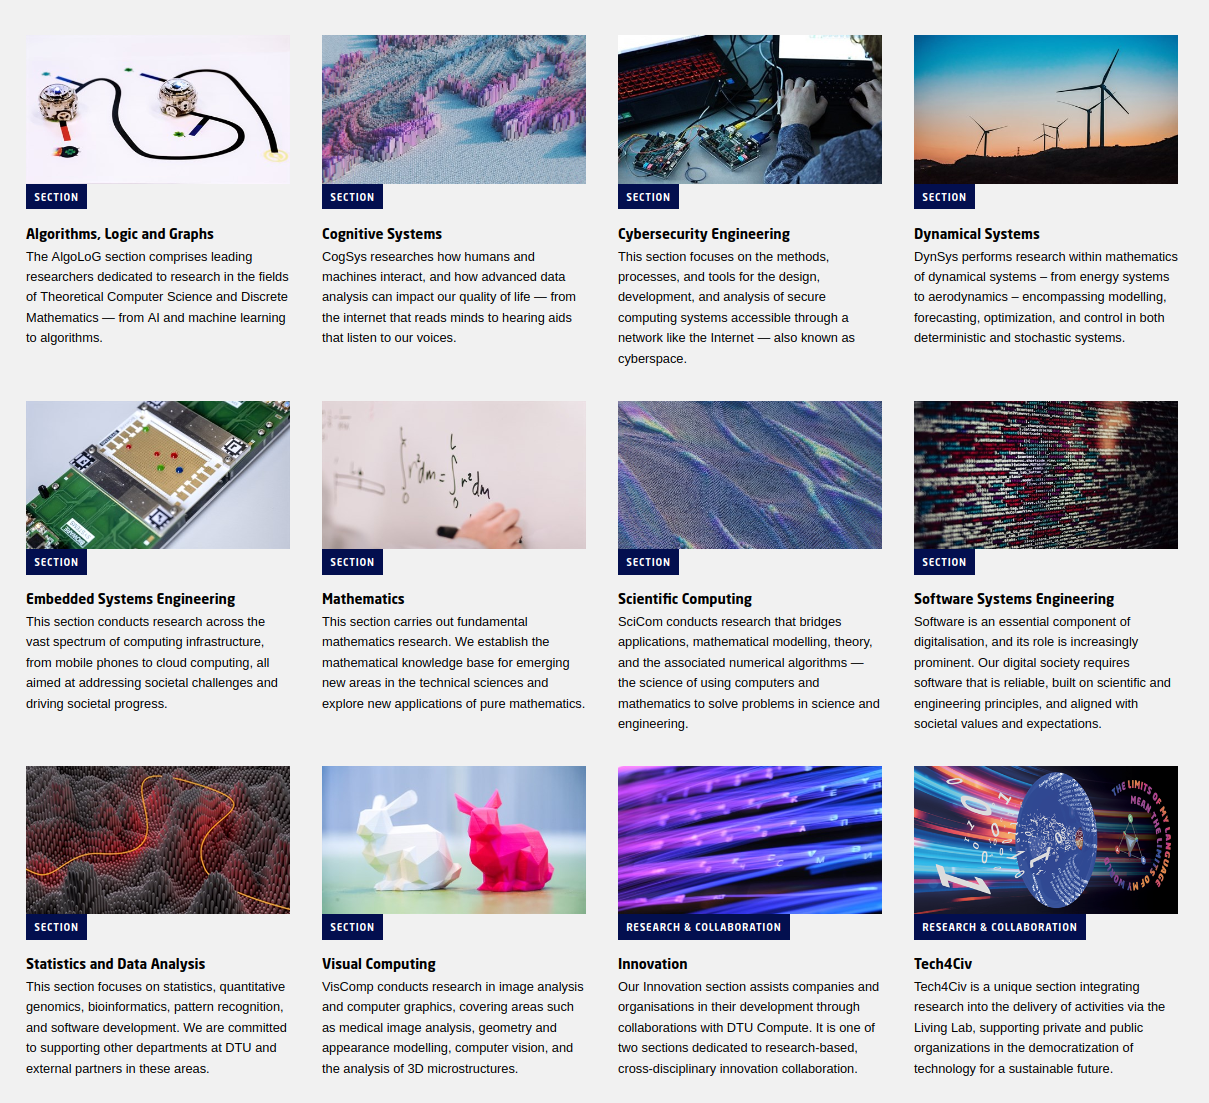 SECTION
Algorithms, Logic and Graphs
The AlgoLoG section comprises leading
researchers dedicated to research in the fields
of Theoretical Computer Science and Discrete
Mathematics — from AI and machine learning
to algorithms.
SECTION
Cognitive Systems
CogSys researches how humans and
machines interact, and how advanced data
analysis can impact our quality of life — from
the internet that reads minds to hearing aids
that listen to our voices.
SECTION
Cybersecurity Engineering
This section focuses on the methods,
processes, and tools for the design,
development, and analysis of secure
computing systems accessible through a
network like the Internet — also known as
cyberspace.
SECTION
Dynamical Systems
DynSys performs research within mathematics
of dynamical systems – from energy systems
to aerodynamics – encompassing modelling,
forecasting, optimization, and control in both
deterministic and stochastic systems.
SECTION
Embedded Systems Engineering
This section conducts research across the
vast spectrum of computing infrastructure,
from mobile phones to cloud computing, all
aimed at addressing societal challenges and
driving societal progress.
SECTION
Mathematics
This section carries out fundamental
mathematics research. We establish the
mathematical knowledge base for emerging
new areas in the technical sciences and
explore new applications of pure mathematics.
SECTION
Scientific Computing
SciCom conducts research that bridges
applications, mathematical modelling, theory,
and the associated numerical algorithms —
the science of using computers and
mathematics to solve problems in science and
engineering.
SECTION
Software Systems Engineering
Software is an essential component of
digitalisation, and its role is increasingly
prominent. Our digital society requires
software that is reliable, built on scientific and
engineering principles, and aligned with
societal values and expectations.
SECTION
Statistics and Data Analysis
This section focuses on statistics, quantitative
genomics, bioinformatics, pattern recognition,
and software development. We are committed
to supporting other departments at DTU and
external partners in these areas.
SECTION
Visual Computing
VisComp conducts research in image analysis
and computer graphics, covering areas such
as medical image analysis, geometry and
appearance modelling, computer vision, and
the analysis of 3D microstructures.
RESEARCH & COLLABORATION
Innovation
Our Innovation section assists companies and
organisations in their development through
collaborations with DTU Compute. It is one of
two sections dedicated to research-based,
cross-disciplinary innovation collaboration.
THE LIMITS OF MY LANGUAGE
MEAN THE LIMITS OF MY WORLD
RESEARCH & COLLABORATION
Tech4Civ
Tech4Civ is a unique section integrating
research into the delivery of activities via the
Living Lab, supporting private and public
organizations in the democratization of
technology for a sustainable future.